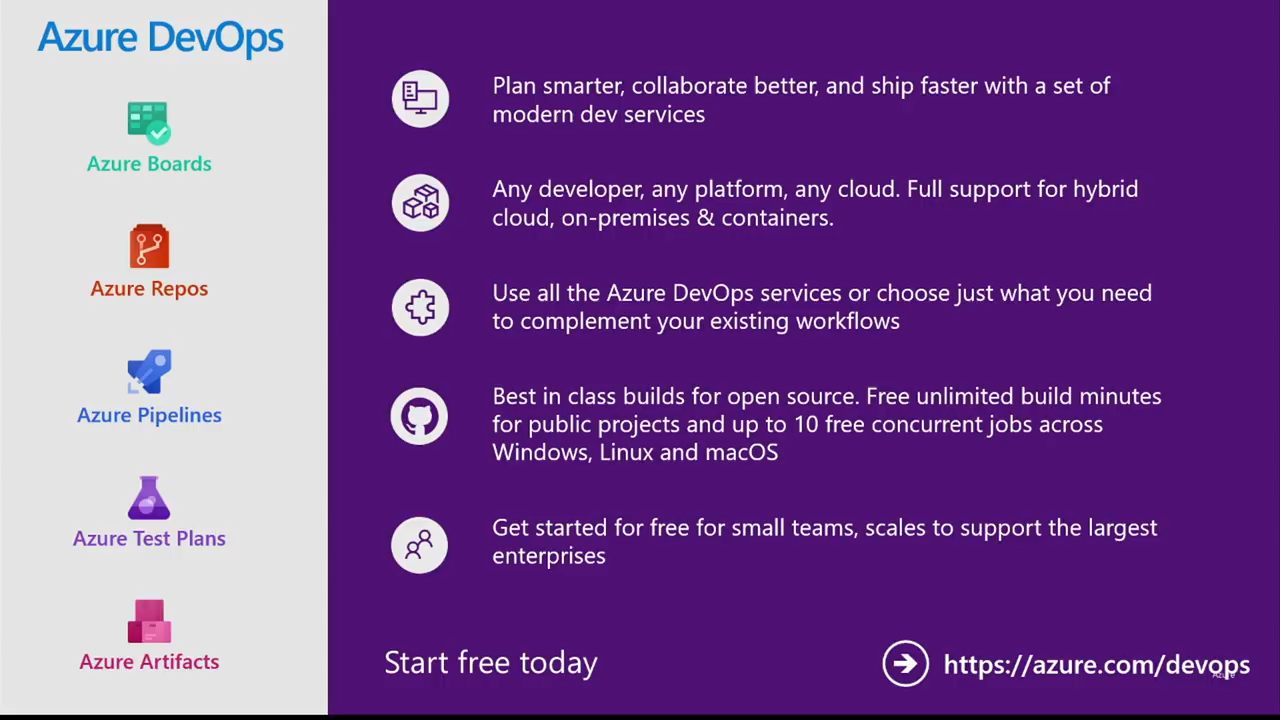 Azure DevOps
Azure Boards
Azure Repos
Azure Pipelines
Azure Test Plans
Azure Artifacts
Plan smarter, collaborate better, and ship faster with a set of
modern dev services
Any developer, any platform, any cloud. Full support for hybrid
cloud, on-premises & containers.
Use all the Azure DevOps services or choose just what you need
to complement your existing workflows
Best in class builds for open source. Free unlimited build minutes
for public projects and up to 10 free concurrent jobs across
Windows, Linux and macOS
Get started for free for small teams, scales to support the largest
enterprises
Start free today
https://azure.com/devops
Azure